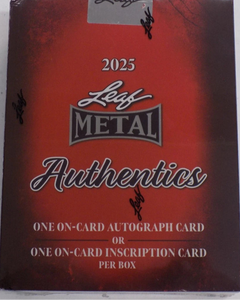 2025
Leaf
METAL
Authentics
ONE ON-CARD AUTOGRAPH CARD
OR
ONE ON-CARD INSCRIPTION CARD
PER BOX